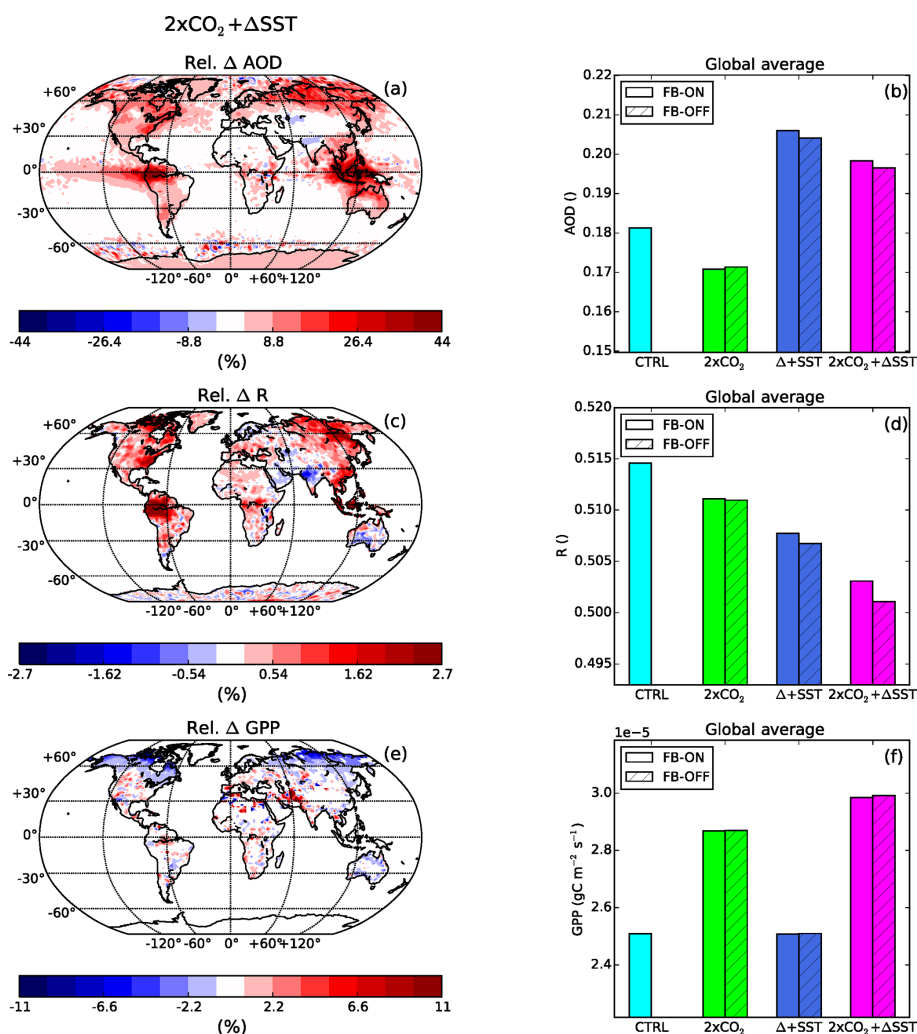 2xCO₂+ΔSST
Rel. Δ AOD
(a)
+60°
+30°
0°
-30°
-60°
-120° -60° 0° +60°+120°
-44 -26.4 -8.8 8.8 26.4 44
(%)
Global average
(b)
FB-ON
FB-OFF
AOD ()
0.22
0.21
0.20
0.19
0.18
0.17
0.16
0.15
CTRL 2xCO₂ Δ+SST 2xCO₂+ΔSST
Rel. Δ R
(c)
+60°
+30°
0°
-30°
-60°
-120° -60° 0° +60°+120°
-2.7 -1.62 -0.54 0.54 1.62 2.7
(%)
Global average
(d)
FB-ON
FB-OFF
R ()
0.520
0.515
0.510
0.505
0.500
0.495
CTRL 2xCO₂ Δ+SST 2xCO₂+ΔSST
Rel. Δ GPP
(e)
+60°
+30°
0°
-30°
-60°
-120° -60° 0° +60°+120°
-11 -6.6 -2.2 2.2 6.6 11
(%)
Global average
1e−5
(f)
FB-ON
FB-OFF
GPP (gC m⁻² s⁻¹)
3.0
2.8
2.6
2.4
CTRL 2xCO₂ Δ+SST 2xCO₂+ΔSST